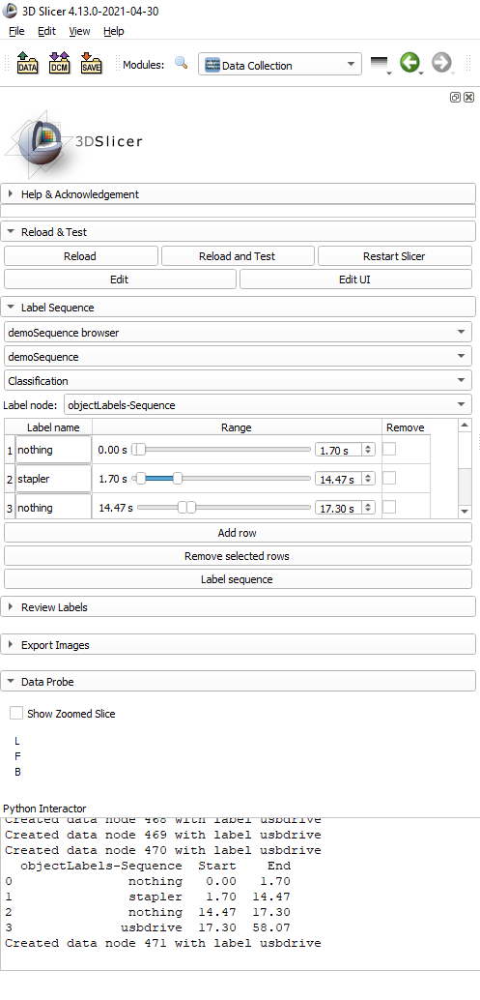 3D Slicer 4.13.0-2021-04-30
File Edit View Help
DATA DCM SAVE Modules: Data Collection
3DSlicer
Help & Acknowledgement
Reload & Test
Reload Reload and Test Restart Slicer
Edit Edit UI
Label Sequence
demoSequence browser
demoSequence
Classification
Label node: objectLabels-Sequence
Label name Range Remove
1 nothing 0.00 s 1.70 s
2 stapler 1.70 s 14.47 s
3 nothing 14.47 s 17.30 s
Add row
Remove selected rows
Label sequence
Review Labels
Export Images
Data Probe
Show Zoomed Slice
L
F
B
Python Interactor
Created data node 468 with label usbdrive
Created data node 469 with label usbdrive
Created data node 470 with label usbdrive
objectLabels-Sequence Start End
0 nothing 0.00 1.70
1 stapler 1.70 14.47
2 nothing 14.47 17.30
3 usbdrive 17.30 58.07
Created data node 471 with label usbdrive